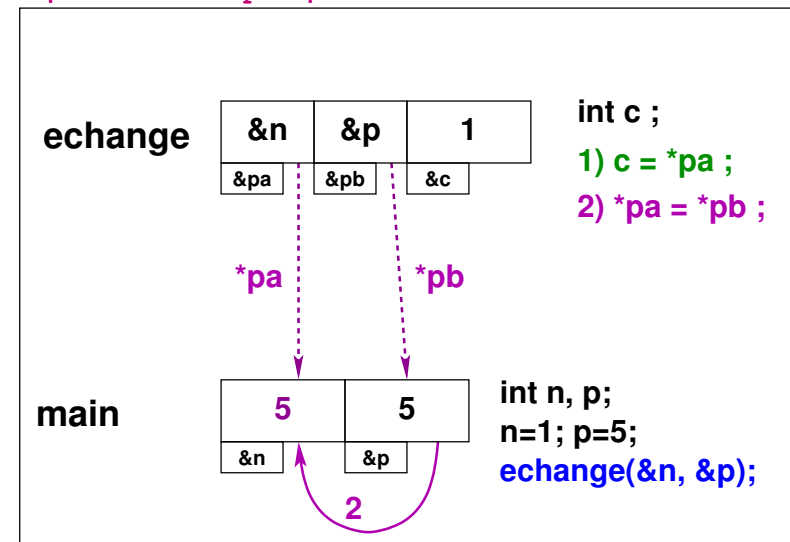 echange
&n
&p
1
&pa
&pb
&c
int c ;
1) c = *pa ;
2) *pa = *pb ;
*pa
*pb
main
5
5
&n
&p
2
int n, p;
n=1; p=5;
echange(&n, &p);